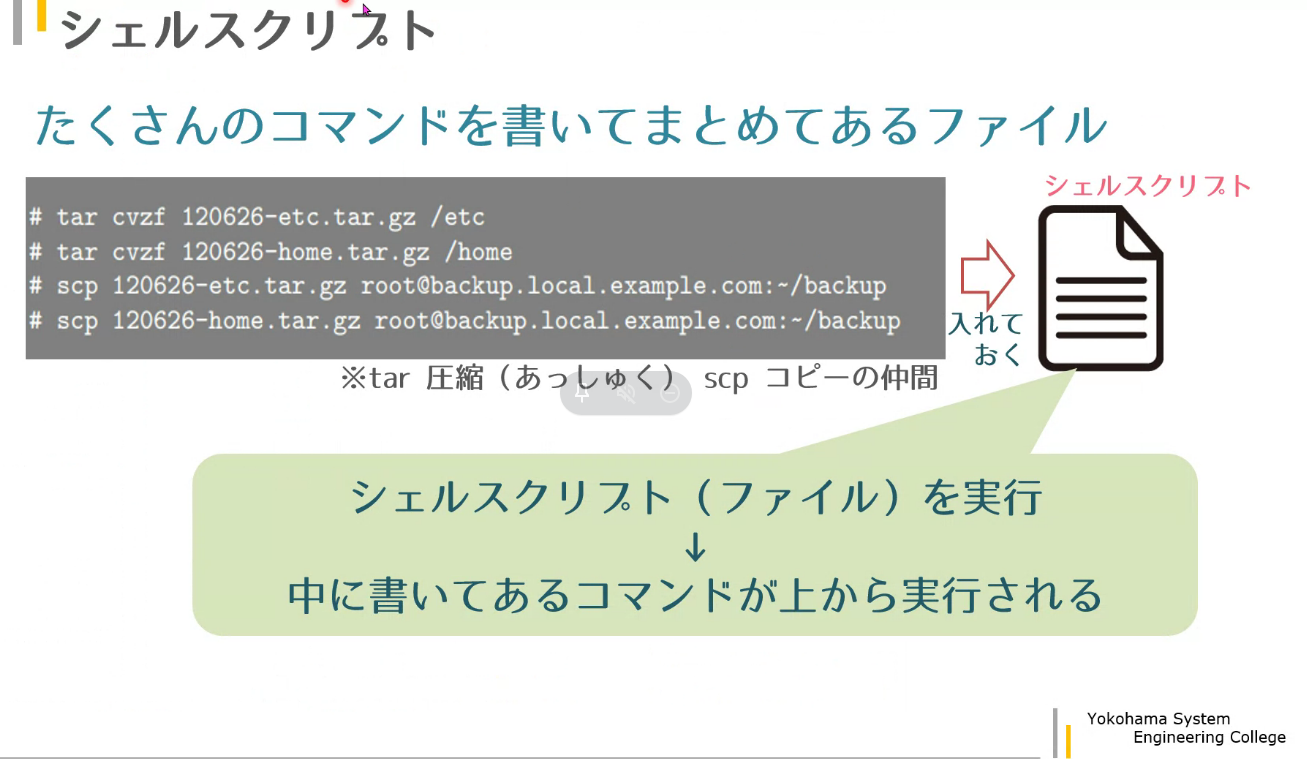 シェルスクリプト
たくさんのコマンドを書いてまとめてあるファイル
シェルスクリプト
# tar cvzf 120626-etc.tar.gz /etc
# tar cvzf 120626-home.tar.gz /home
# scp 120626-etc.tar.gz root@backup.local.example.com:~/backup
# scp 120626-home.tar.gz root@backup.local.example.com:~/backup
入れて
おく
※tar 圧縮（あっしゅく） scp コピーの仲間
シェルスクリプト（ファイル）を実行
↓
中に書いてあるコマンドが上から実行される
Yokohama System
Engineering College